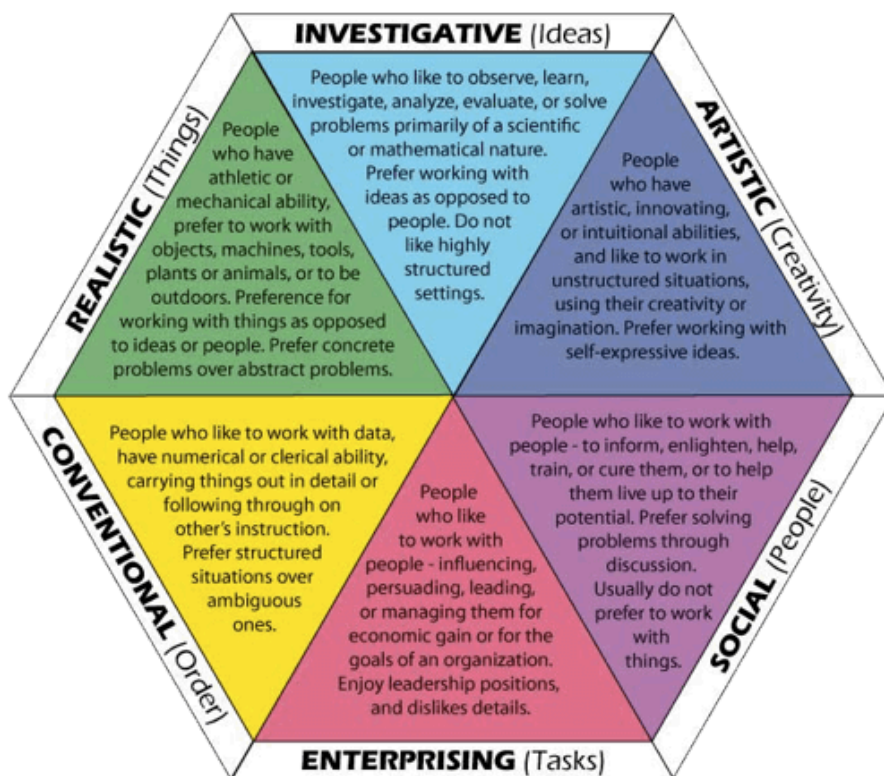 INVESTIGATIVE (Ideas)
People who like to observe, learn,
investigate, analyze, evaluate, or solve
problems primarily of a scientific
or mathematical nature.
Prefer working with
ideas as opposed to
people. Do not
like highly
structured
settings.
ARTISTIC (Creativity)
People
who have
artistic, innovating,
or intuitional abilities,
and like to work in
unstructured situations,
using their creativity or
imagination. Prefer working with
self-expressive ideas.
SOCIAL (People)
People who like to work with
people - to inform, enlighten, help,
train, or cure them, or to help
them live up to their
potential. Prefer solving
problems through
discussion.
Usually do not
prefer to work
with
things.
ENTERPRISING (Tasks)
People
who like
to work with
people - influencing,
persuading, leading,
or managing them for
economic gain or for the
goals of an organization.
Enjoy leadership positions,
and dislikes details.
CONVENTIONAL (Order)
People who like to work with data,
have numerical or clerical ability,
carrying things out in detail or
following through on
other's instruction.
Prefer structured
situations over
ambiguous
ones.
REALISTIC (Things)
People
who have
athletic or
mechanical ability,
prefer to work with
objects, machines, tools,
plants or animals, or to be
outdoors. Preference for
working with things as opposed
to ideas or people. Prefer concrete
problems over abstract problems.